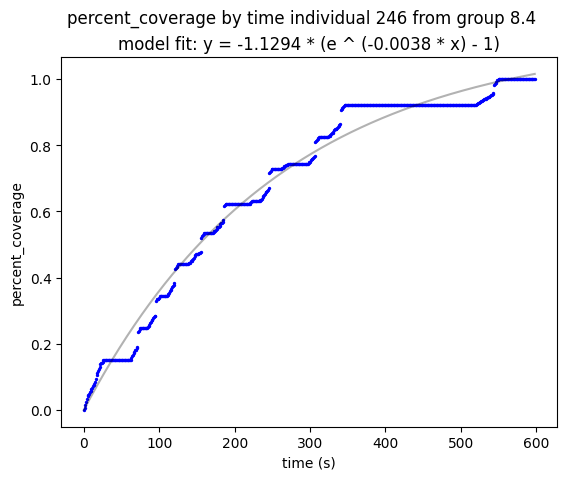 percent_coverage by time individual 246 from group 8.4
model fit: y = -1.1294 * (e ^ (-0.0038 * x) - 1)
1.0
0.8
0.6
0.4
0.2
0.0
percent_coverage
0 100 200 300 400 500 600
time (s)